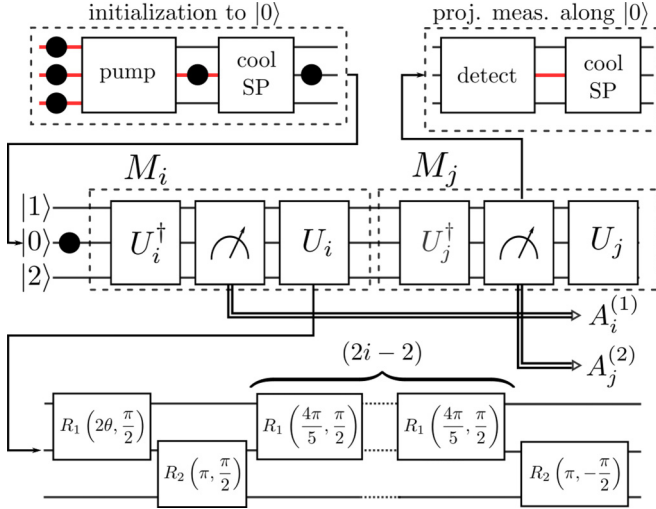 initialization to |0⟩
proj. meas. along |0⟩
pump
cool
SP
detect
cool
SP
M_i
M_j
|1⟩
|0⟩
|2⟩
U_i^†
U_i
U_j^†
U_j
A_i^{(1)}
A_j^{(2)}
(2i − 2)
R_1 (2θ, π/2)
R_1 (4π/5, π/2)
R_1 (4π/5, π/2)
R_2 (π, π/2)
R_2 (π, −π/2)